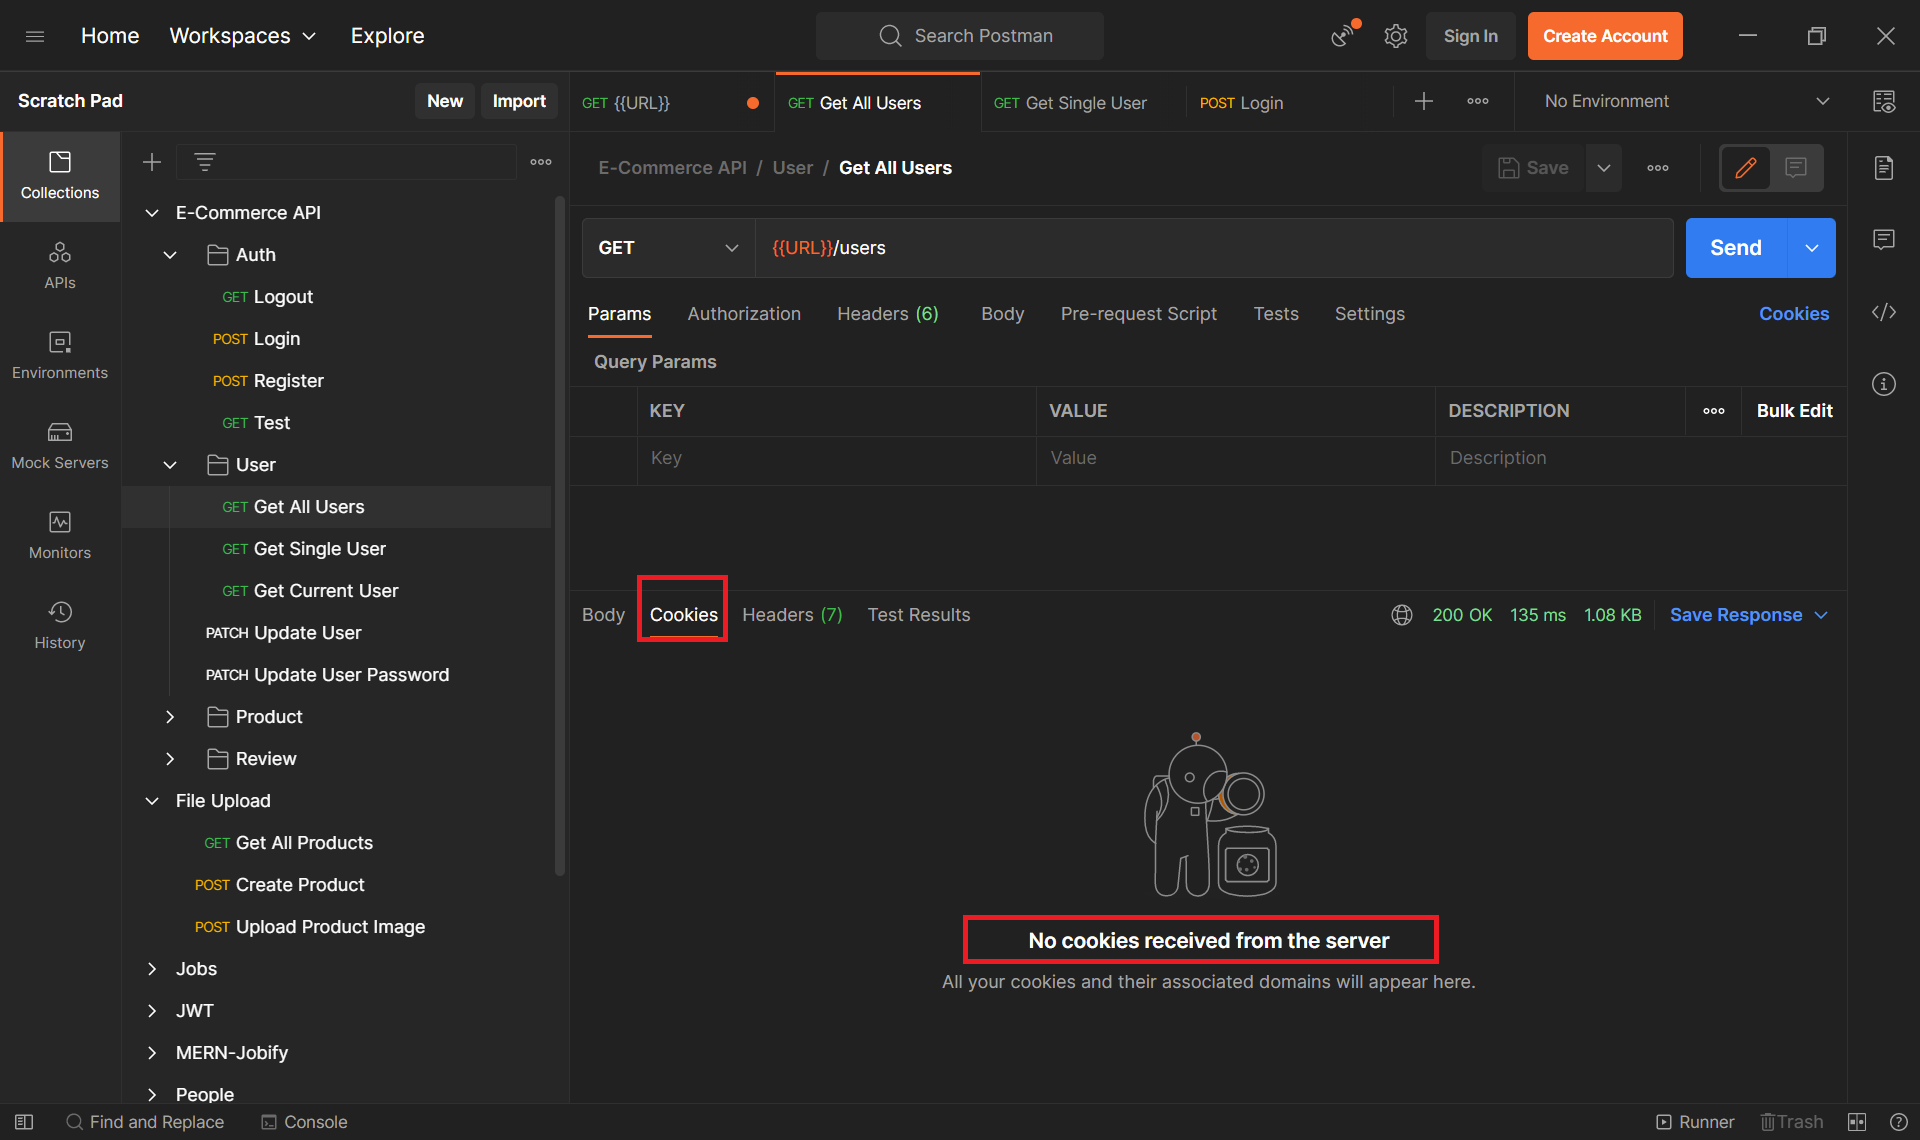 Home Workspaces Explore Search Postman Sign In Create Account
Scratch Pad New Import
GET {{URL}} GET Get All Users GET Get Single User POST Login No Environment
Collections
APIs
Environments
Mock Servers
Monitors
History
E-Commerce API
Auth
GET Logout
POST Login
POST Register
GET Test
User
GET Get All Users
GET Get Single User
GET Get Current User
PATCH Update User
PATCH Update User Password
Product
Review
File Upload
GET Get All Products
POST Create Product
POST Upload Product Image
Jobs
JWT
MERN-Jobify
People
E-Commerce API / User / Get All Users Save
GET {{URL}}/users Send
Params Authorization Headers (6) Body Pre-request Script Tests Settings Cookies
Query Params
KEY VALUE DESCRIPTION Bulk Edit
Key Value Description
Body Cookies Headers (7) Test Results 200 OK 135 ms 1.08 KB Save Response
No cookies received from the server
All your cookies and their associated domains will appear here.
Find and Replace Console Runner Trash